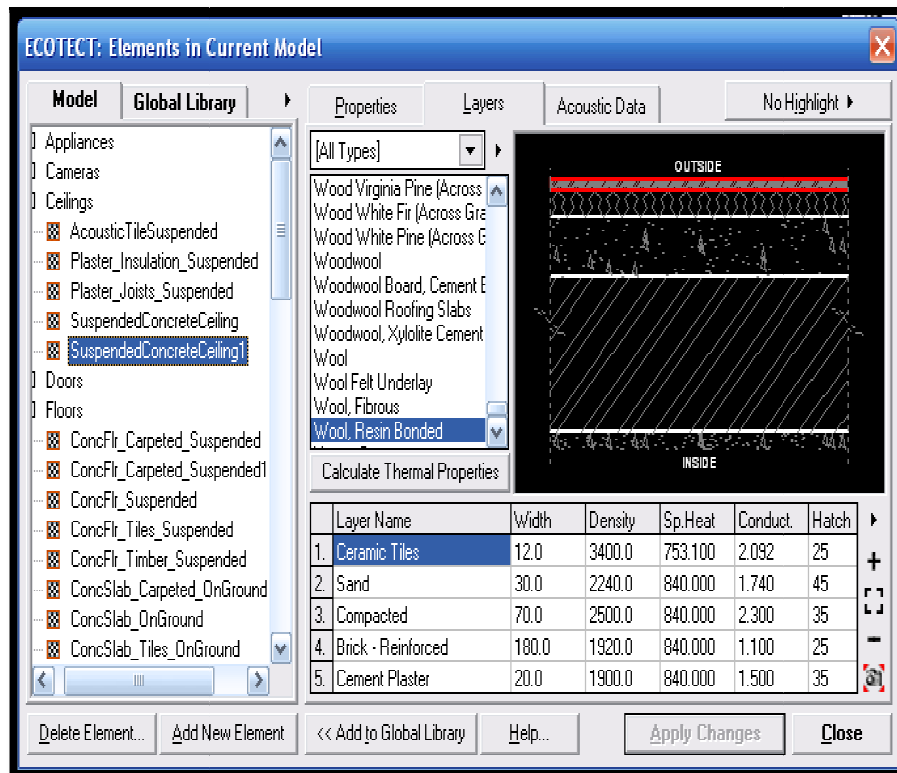 ECOTECT: Elements in Current Model
Model Global Library
Appliances
Cameras
Ceilings
AcousticTileSuspended
Plaster_Insulation_Suspended
Plaster_Joists_Suspended
SuspendedConcreteCeiling
SuspendedConcreteCeiling1
Doors
Floors
ConcFlr_Carpeted_Suspended
ConcFlr_Carpeted_Suspended1
ConcFlr_Suspended
ConcFlr_Tiles_Suspended
ConcFlr_Timber_Suspended
ConcSlab_Carpeted_OnGround
ConcSlab_OnGround
ConcSlab_Tiles_OnGround
Properties Layers Acoustic Data No Highlight
[All Types]
Wood Virginia Pine (Across
Wood White Fir (Across Gra
Wood White Pine (Across G
Woodwool
Woodwool Board, Cement B
Woodwool Roofing Slabs
Woodwool, Xylolite Cement
Wool
Wool Felt Underlay
Wool, Fibrous
Wool, Resin Bonded
Calculate Thermal Properties
OUTSIDE
INSIDE
Layer Name Width Density Sp.Heat Conduct. Hatch
1. Ceramic Tiles 12.0 3400.0 753.100 2.092 25
2. Sand 30.0 2240.0 840.000 1.740 45
3. Compacted 70.0 2500.0 840.000 2.300 35
4. Brick - Reinforced 180.0 1920.0 840.000 1.100 25
5. Cement Plaster 20.0 1900.0 840.000 1.500 35
Delete Element... Add New Element << Add to Global Library Help... Apply Changes Close